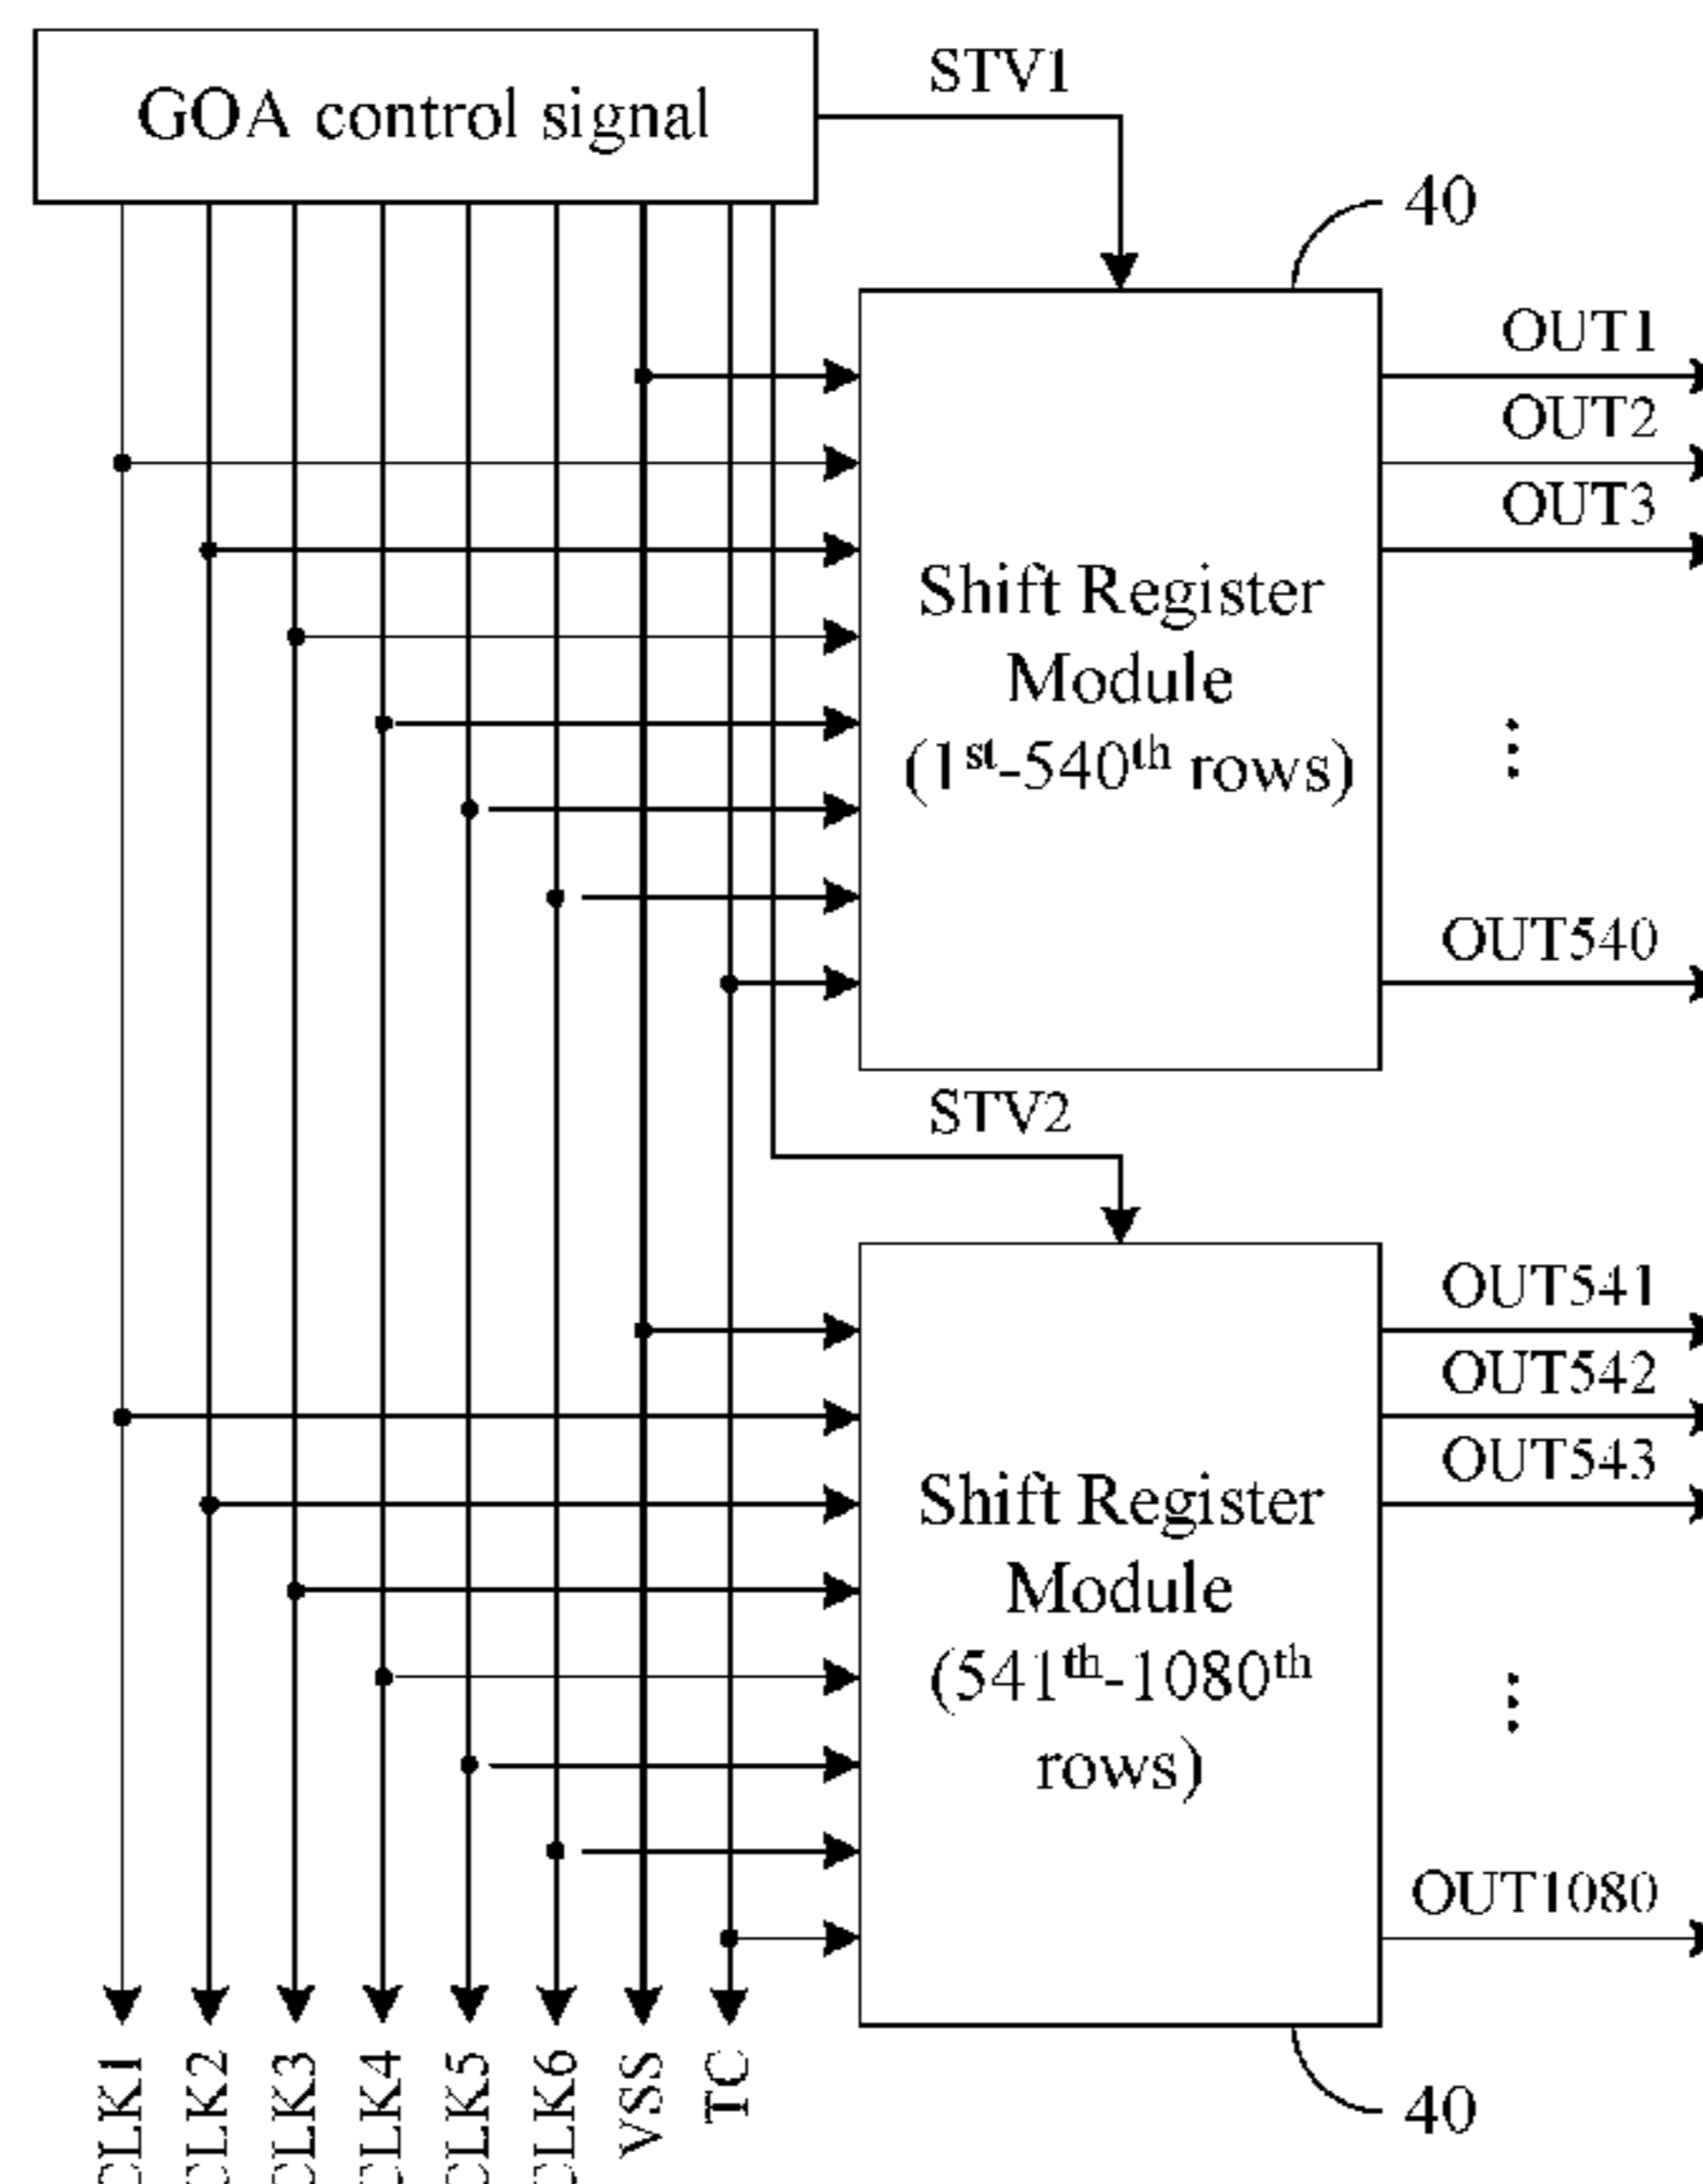 GOA control signal
STV1
40
OUT1
OUT2
OUT3
Shift Register
Module
(1st-540th rows)
OUT540
STV2
OUT541
OUT542
OUT543
Shift Register
Module
(541th-1080th
rows)
OUT1080
CLK1
CLK2
CLK3
CLK4
CLK5
CLK6
VSS
TC
40